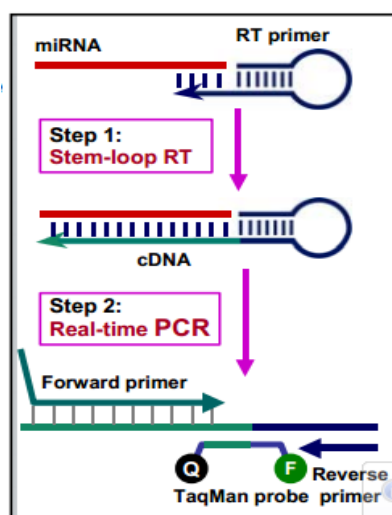 RT primer
miRNA
Step 1:
Stem-loop RT
cDNA
Step 2:
Real-time PCR
Forward primer
Q
F
Reverse
TaqMan probe primer